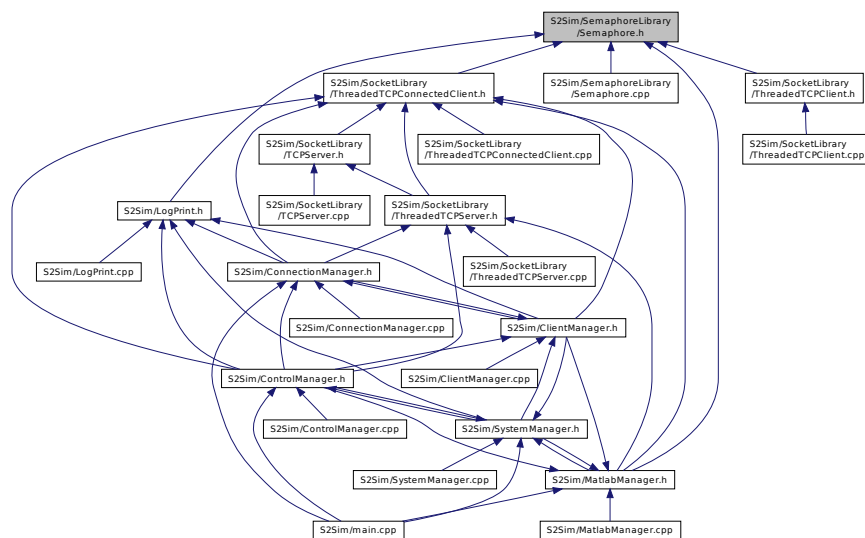 S2Sim/SemaphoreLibrary
/Semaphore.h
S2Sim/SocketLibrary
/ThreadedTCPConnectedClient.h
S2Sim/SemaphoreLibrary
/Semaphore.cpp
S2Sim/SocketLibrary
/ThreadedTCPClient.h
S2Sim/SocketLibrary
/TCPServer.h
S2Sim/SocketLibrary
/ThreadedTCPConnectedClient.cpp
S2Sim/SocketLibrary
/ThreadedTCPClient.cpp
S2Sim/LogPrint.h
S2Sim/SocketLibrary
/TCPServer.cpp
S2Sim/SocketLibrary
/ThreadedTCPServer.h
S2Sim/LogPrint.cpp
S2Sim/ConnectionManager.h
S2Sim/SocketLibrary
/ThreadedTCPServer.cpp
S2Sim/ConnectionManager.cpp
S2Sim/ClientManager.h
S2Sim/ControlManager.h
S2Sim/ClientManager.cpp
S2Sim/ControlManager.cpp
S2Sim/SystemManager.h
S2Sim/SystemManager.cpp
S2Sim/MatlabManager.h
S2Sim/main.cpp
S2Sim/MatlabManager.cpp